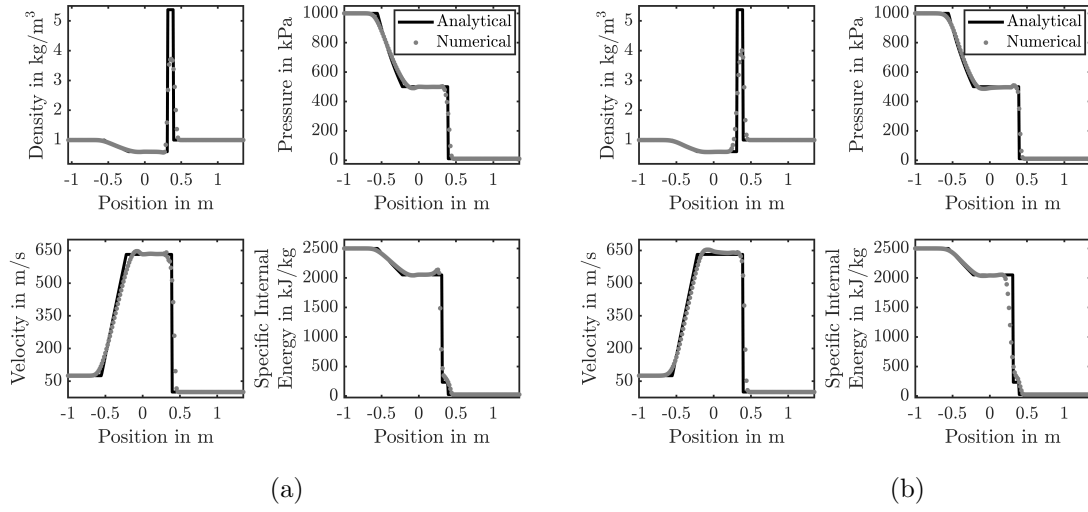 5
4
3
2
1
-1 -0.5 0 0.5 1
Density in kg/m³
Position in m
1000
800
600
400
200
0
-1 -0.5 0 0.5 1
Pressure in kPa
Position in m
Analytical
Numerical
650
500
350
200
50
-1 -0.5 0 0.5 1
Velocity in m/s
Position in m
2500
2000
1500
1000
500
0
-1 -0.5 0 0.5 1
Specific Internal
Energy in kJ/kg
Position in m
(a)
5
4
3
2
1
-1 -0.5 0 0.5 1
Density in kg/m³
Position in m
1000
800
600
400
200
0
-1 -0.5 0 0.5 1
Pressure in kPa
Position in m
Analytical
Numerical
650
500
350
200
50
-1 -0.5 0 0.5 1
Velocity in m/s
Position in m
2500
2000
1500
1000
500
0
-1 -0.5 0 0.5 1
Specific Internal
Energy in kJ/kg
Position in m
(b)